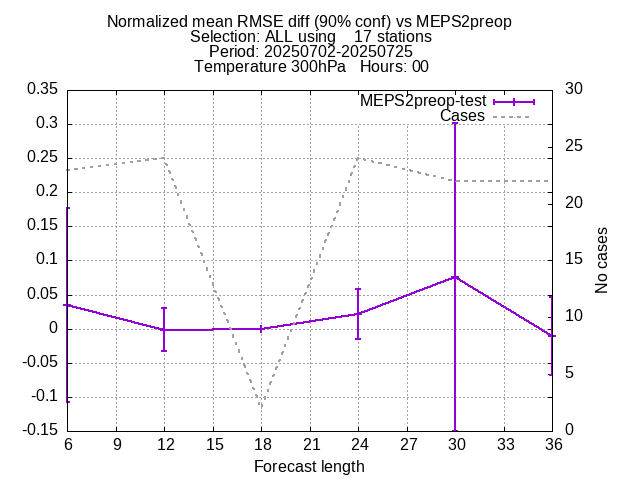 Normalized mean RMSE diff (90% conf) vs MEPS2preop
Selection: ALL using    17 stations
Period: 20250702-20250725
Temperature 300hPa   Hours: 00
MEPS2preop-test
Cases
0.35
0.3
0.25
0.2
0.15
0.1
0.05
0
-0.05
-0.1
-0.15
30
25
20
15
10
5
0
No cases
6 9 12 15 18 21 24 27 30 33 36
Forecast length